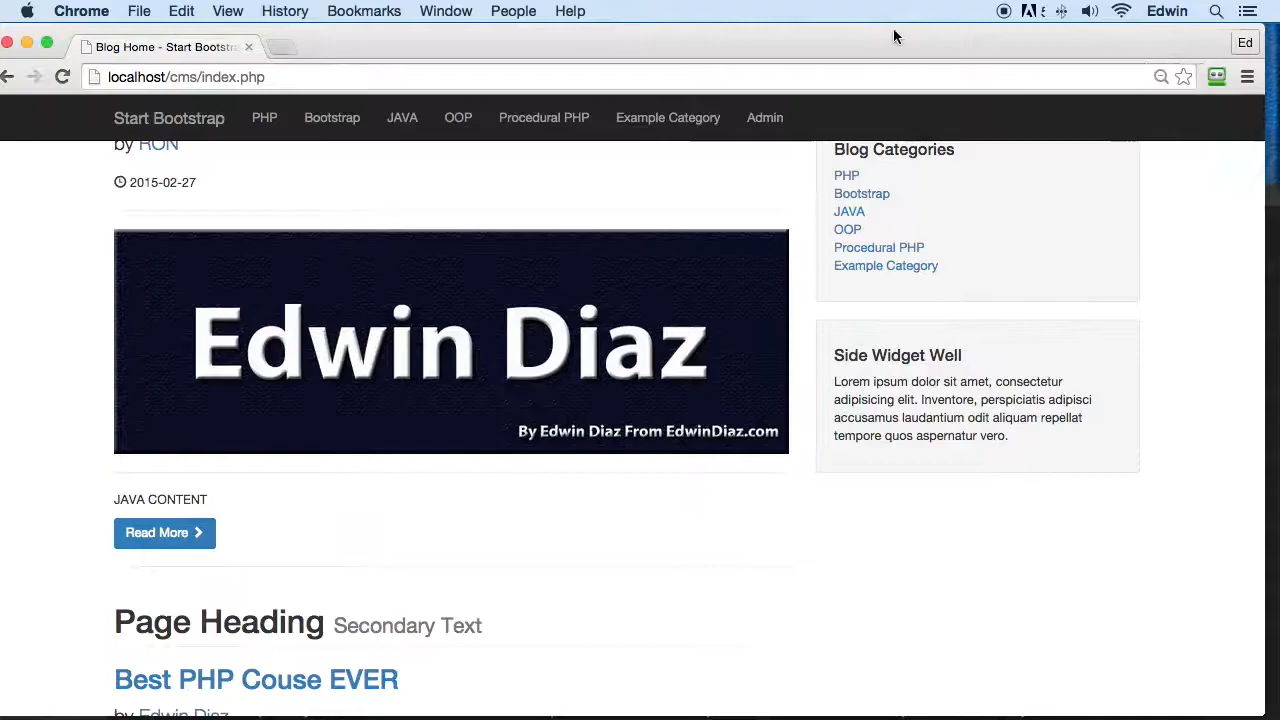 Chrome File Edit View History Bookmarks Window People Help Edwin
Blog Home - Start Bootstra
Ed
localhost/cms/index.php
Start Bootstrap PHP Bootstrap JAVA OOP Procedural PHP Example Category Admin
by RON
2015-02-27
Edwin Diaz
By Edwin Diaz From EdwinDiaz.com
JAVA CONTENT
Read More
Page Heading Secondary Text
Best PHP Couse EVER
by Edwin Diaz
Blog Categories
PHP
Bootstrap
JAVA
OOP
Procedural PHP
Example Category
Side Widget Well
Lorem ipsum dolor sit amet, consectetur
adipisicing elit. Inventore, perspiciatis adipisci
accusamus laudantium odit aliquam repellat
tempore quos aspernatur vero.